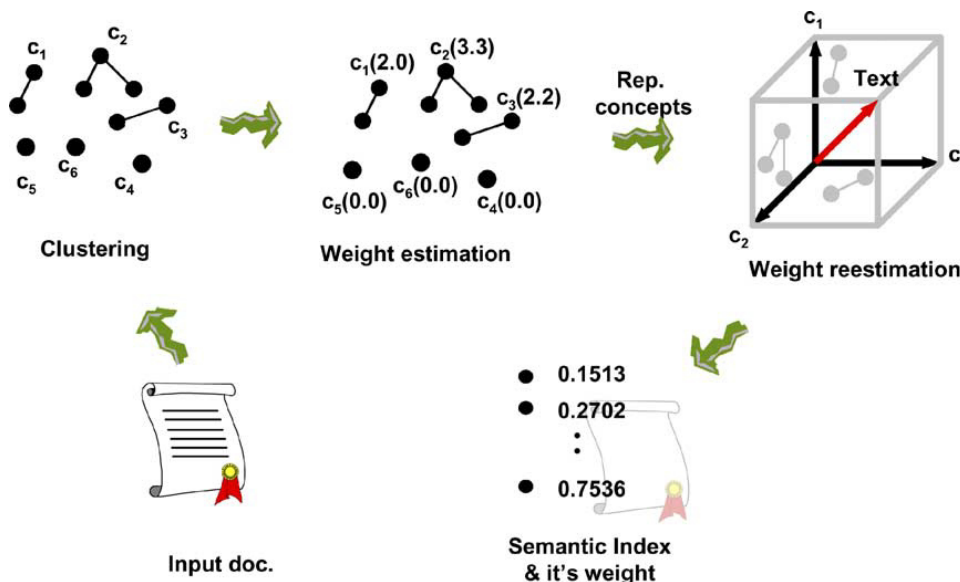 c1
c2
c3
c5
c6
c4
Clustering
c1(2.0)
c2(3.3)
c3(2.2)
c5(0.0)
c6(0.0)
c4(0.0)
Weight estimation
Rep.
concepts
c1
Text
c
c2
Weight reestimation
Input doc.
0.1513
0.2702
:
0.7536
Semantic Index
& it's weight